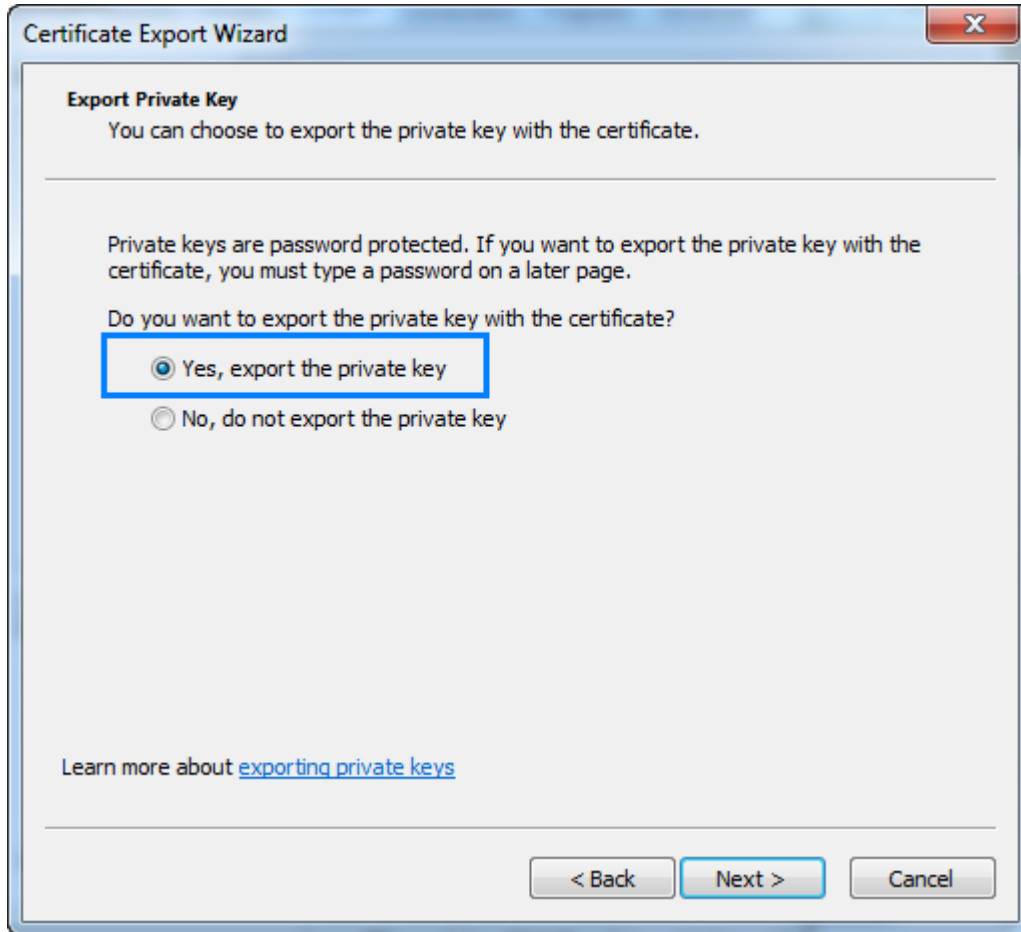 Certificate Export Wizard
Export Private Key
You can choose to export the private key with the certificate.
Private keys are password protected. If you want to export the private key with the
certificate, you must type a password on a later page.
Do you want to export the private key with the certificate?
Yes, export the private key
No, do not export the private key
Learn more about exporting private keys
< Back Next > Cancel